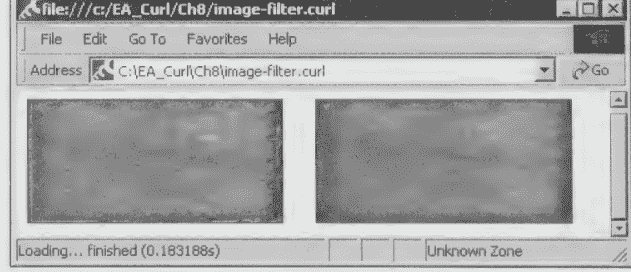 file:///c:/EA_Curl/Ch8/image-filter.curl
File Edit Go To Favorites Help
Address C:\EA_Curl\Ch8\image-filter.curl Go
Loading... finished (0.183188s) Unknown Zone